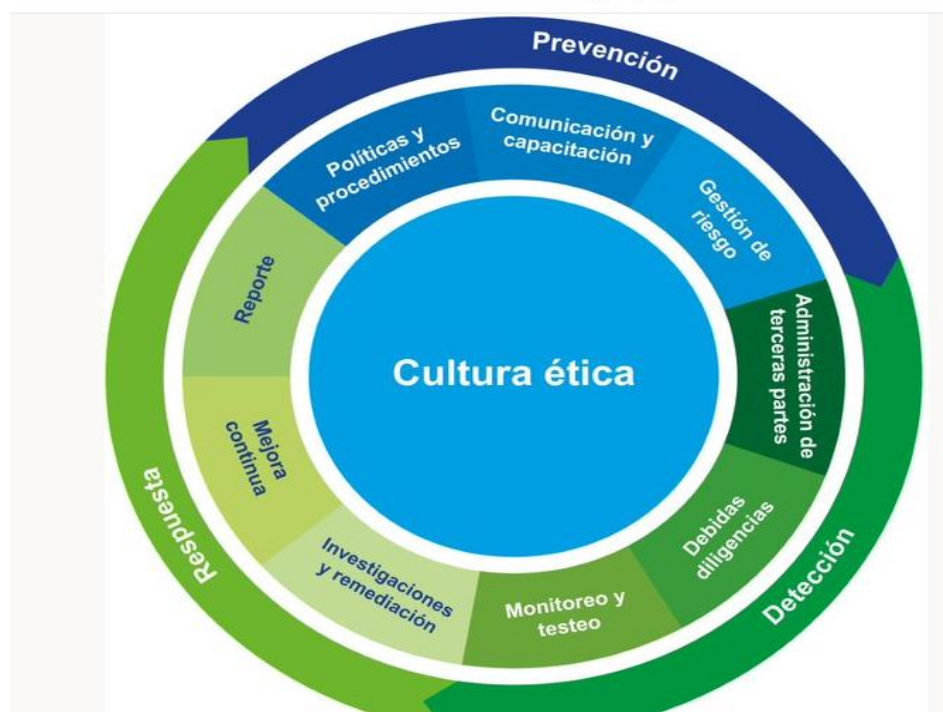 Prevención
Políticas y
procedimientos
Comunicación y
capacitación
Gestión de
riesgo
Administración de
terceras partes
Debidas
diligencias
Detección
Monitoreo y
testeo
Investigaciones
y remediación
Mejora
continua
Respuesta
Reporte
Cultura ética